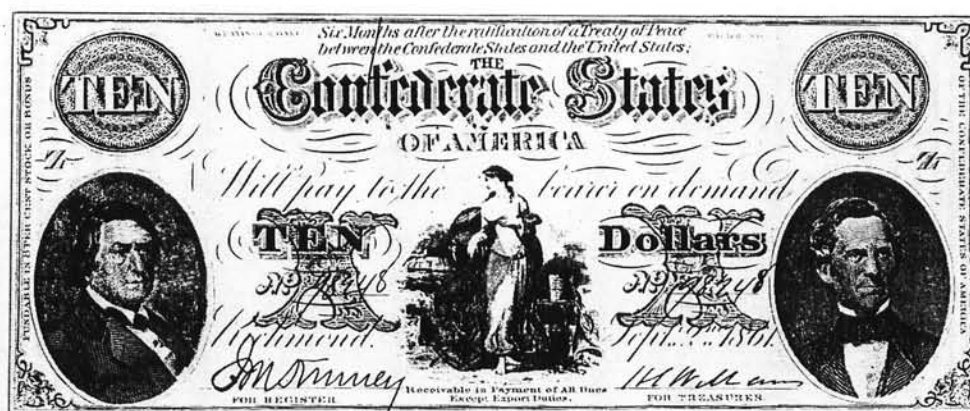 Six Months after the ratification of a Treaty of Peace
between the Confederate States and the United States;
THE
Confederate States
OF AMERICA
TEN
TEN
Will pay to the bearer on demand
TEN
Dollars
X
X
No
No
Richmond,
Sept. 2nd 1861.
FOR REGISTER
Receivable in Payment of All Dues
Except Export Duties.
FOR TREASURER
FUNDABLE IN 8 PER CENT STOCK OR BONDS
OF THE CONFEDERATE STATES OF AMERICA